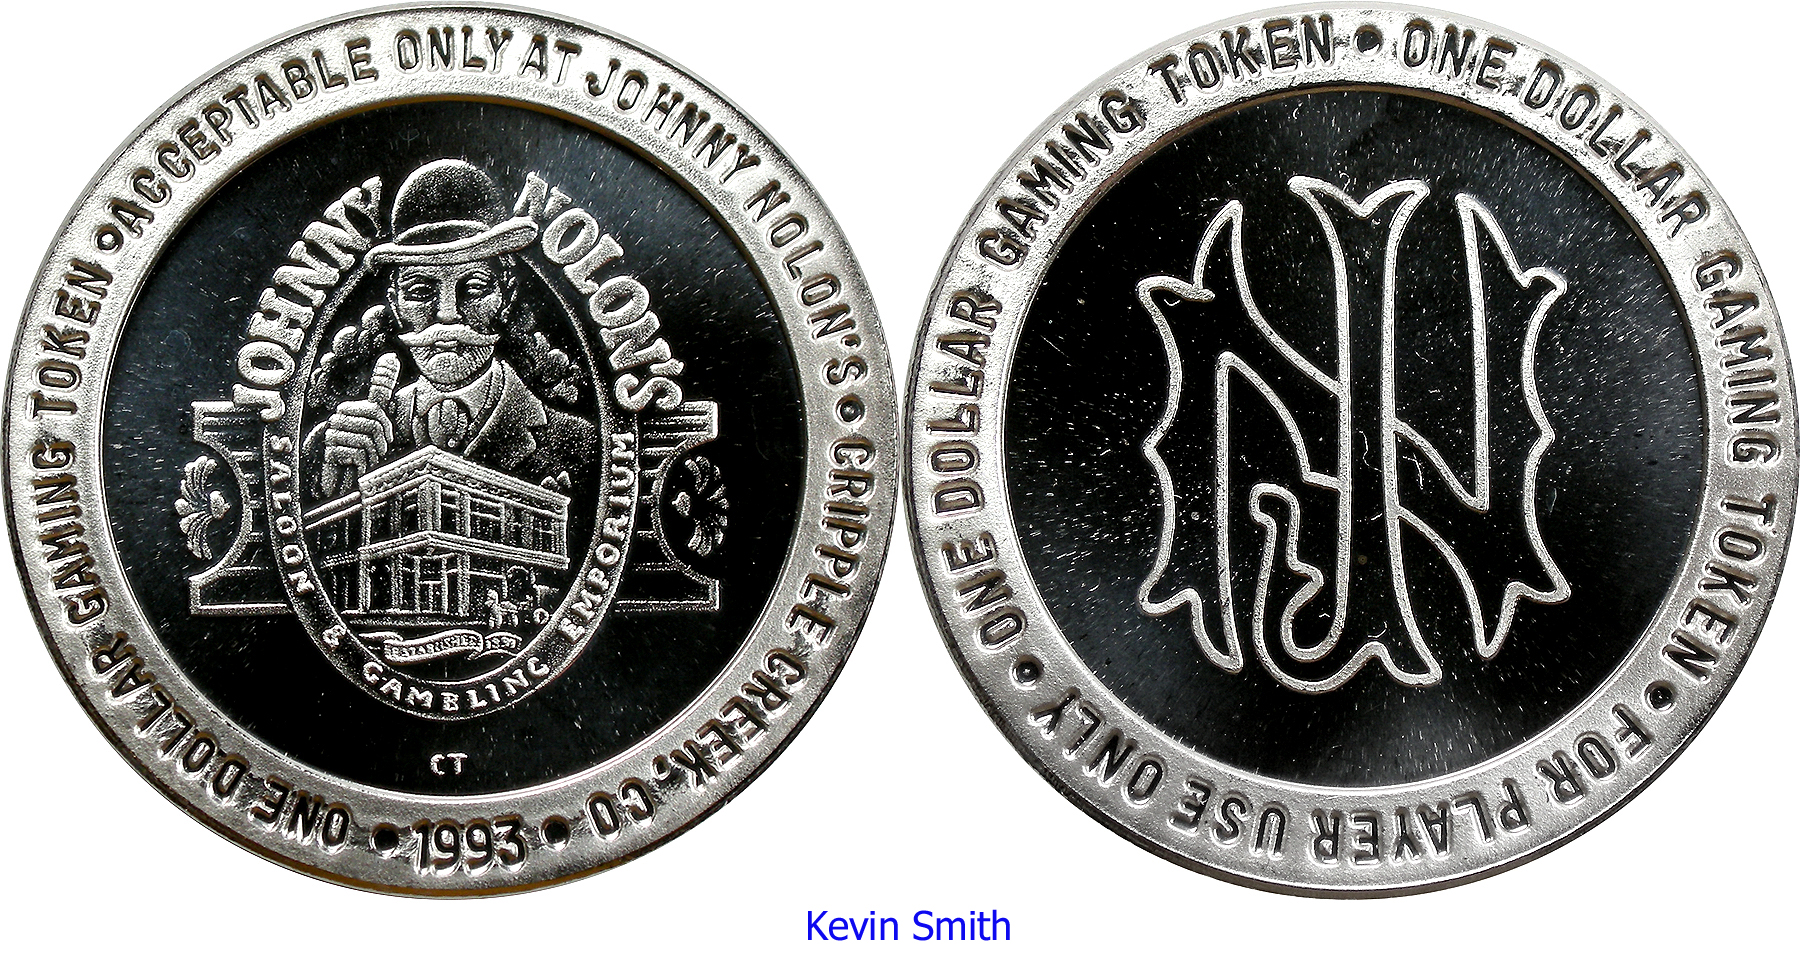 ACCEPTABLE ONLY AT JOHNNY NOLON'S • CRIPPLE CREEK, CO • 1993 • ONE DOLLAR GAMING TOKEN •
JOHNNY NOLON'S
SALOON & GAMBLING EMPORIUM
ESTABLISHED
CT
ONE DOLLAR GAMING TOKEN • ONE DOLLAR GAMING TOKEN • FOR PLAYER USE ONLY •
JN
Kevin Smith